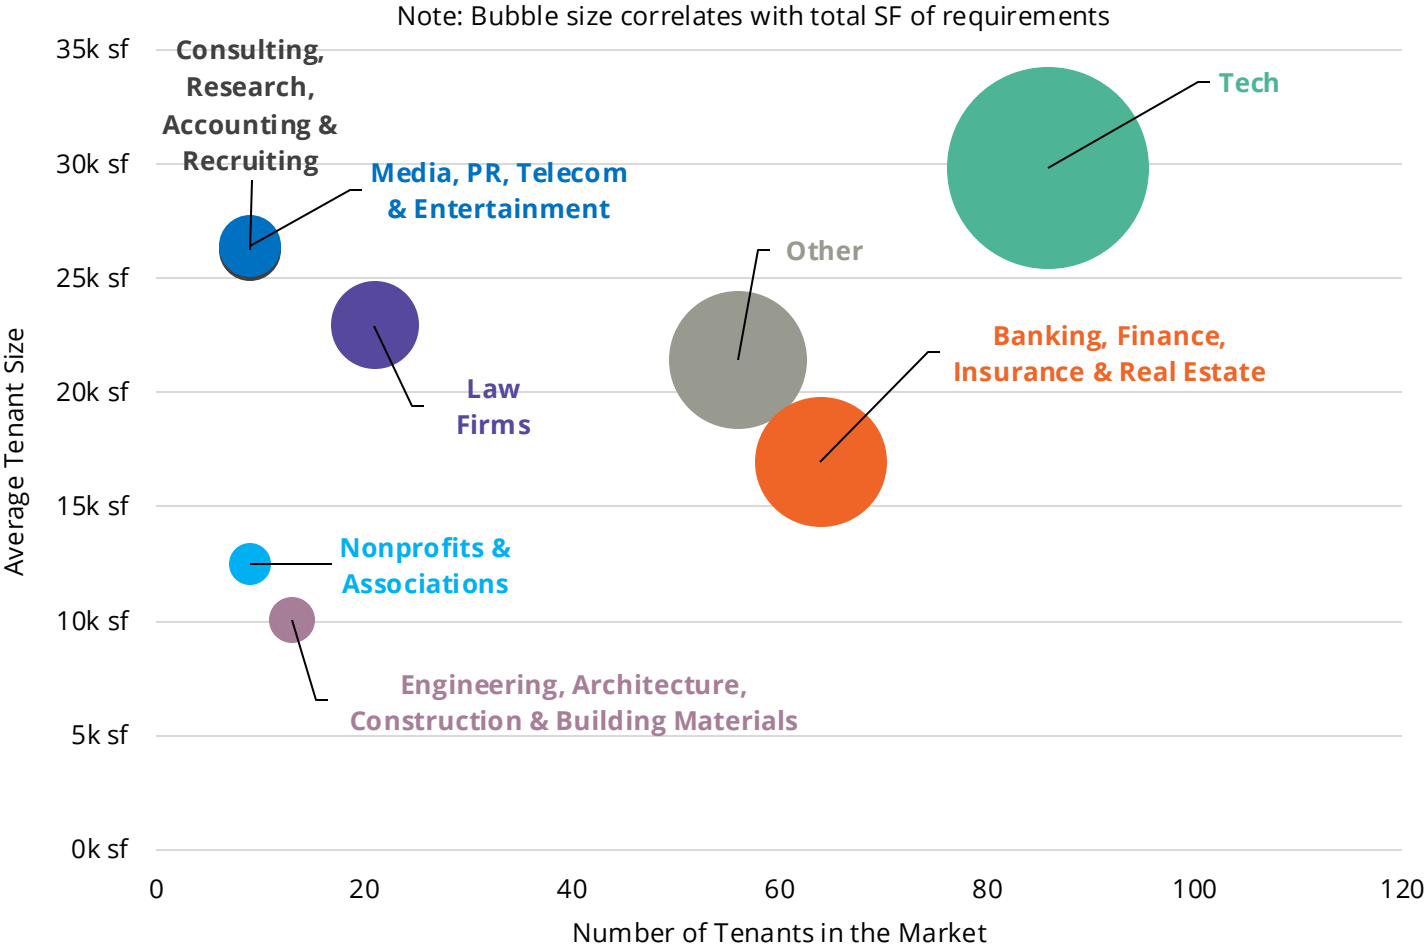 Note: Bubble size correlates with total SF of requirements
35k sf
Consulting,
Research,
Accounting &
Recruiting
Tech
30k sf
Media, PR, Telecom
& Entertainment
Other
25k sf
Banking, Finance,
Insurance & Real Estate
Law
Firms
20k sf
Average Tenant Size
15k sf
Nonprofits &
Associations
10k sf
Engineering, Architecture,
Construction & Building Materials
5k sf
0k sf
0 20 40 60 80 100 120
Number of Tenants in the Market